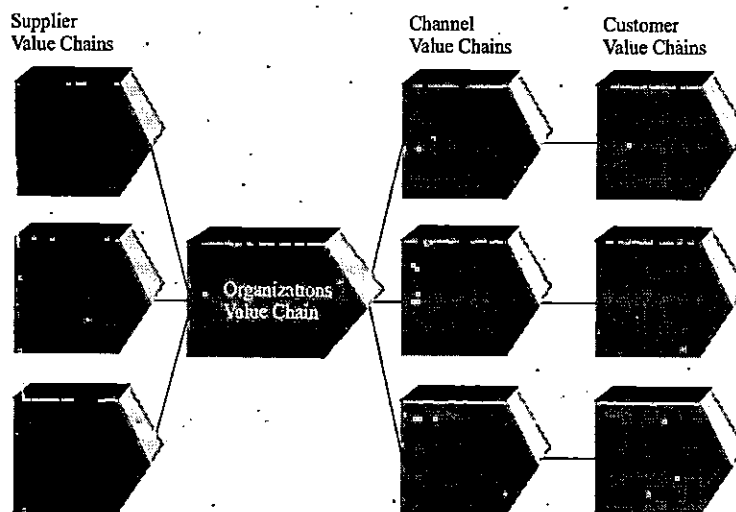 Supplier
Value Chains
Channel
Value Chains
Customer
Value Chains
Organizations
Value Chain